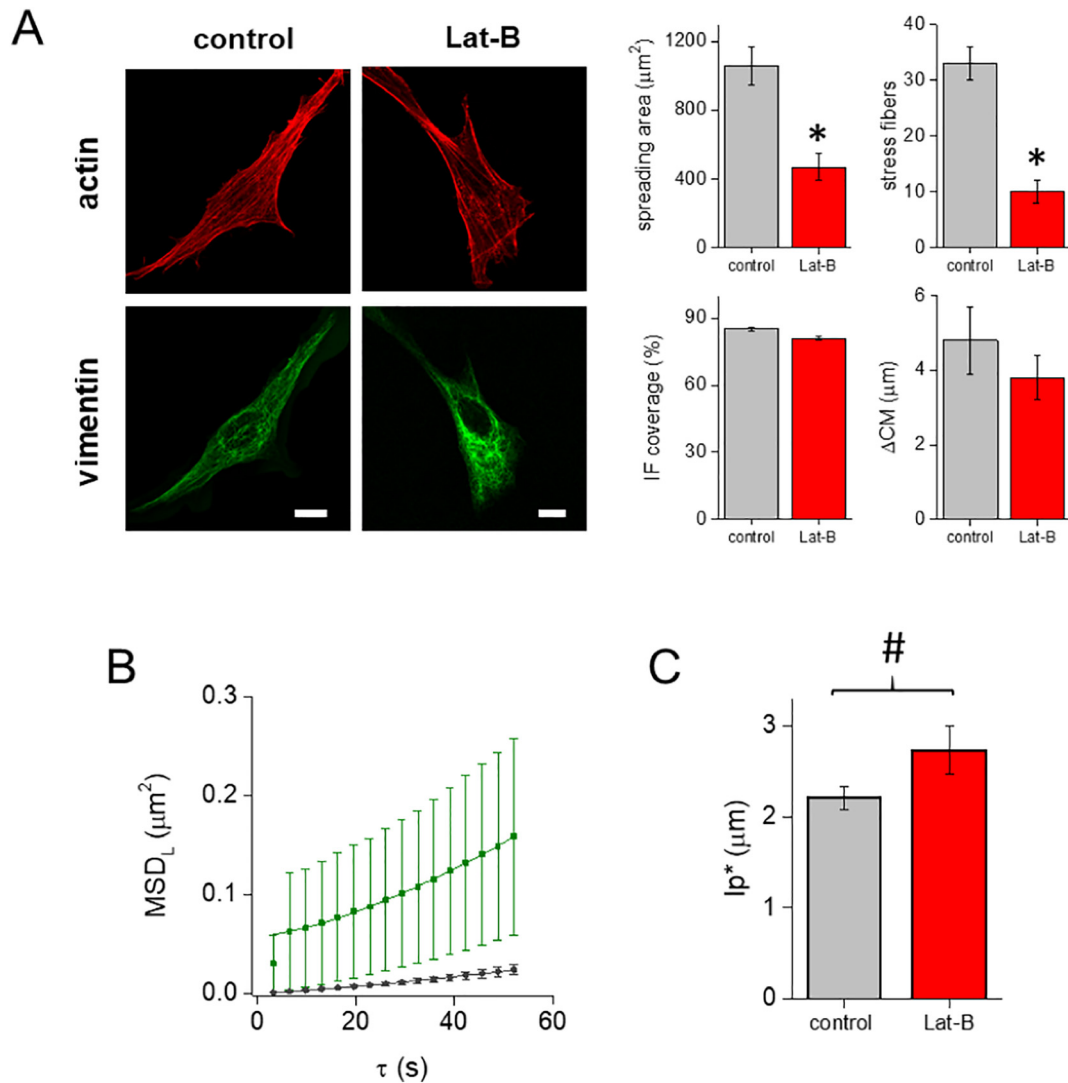 A
control
Lat-B
actin
vimentin
spreading area (μm²)
1200
800
400
0
*
control
Lat-B
stress fibers
40
30
20
10
0
*
control
Lat-B
IF coverage (%)
90
60
30
0
control
Lat-B
ΔCM (μm)
6
4
2
0
control
Lat-B
B
MSD_L (μm²)
0.3
0.2
0.1
0.0
0
20
40
60
τ (s)
C
#
lp* (μm)
3
2
1
0
control
Lat-B